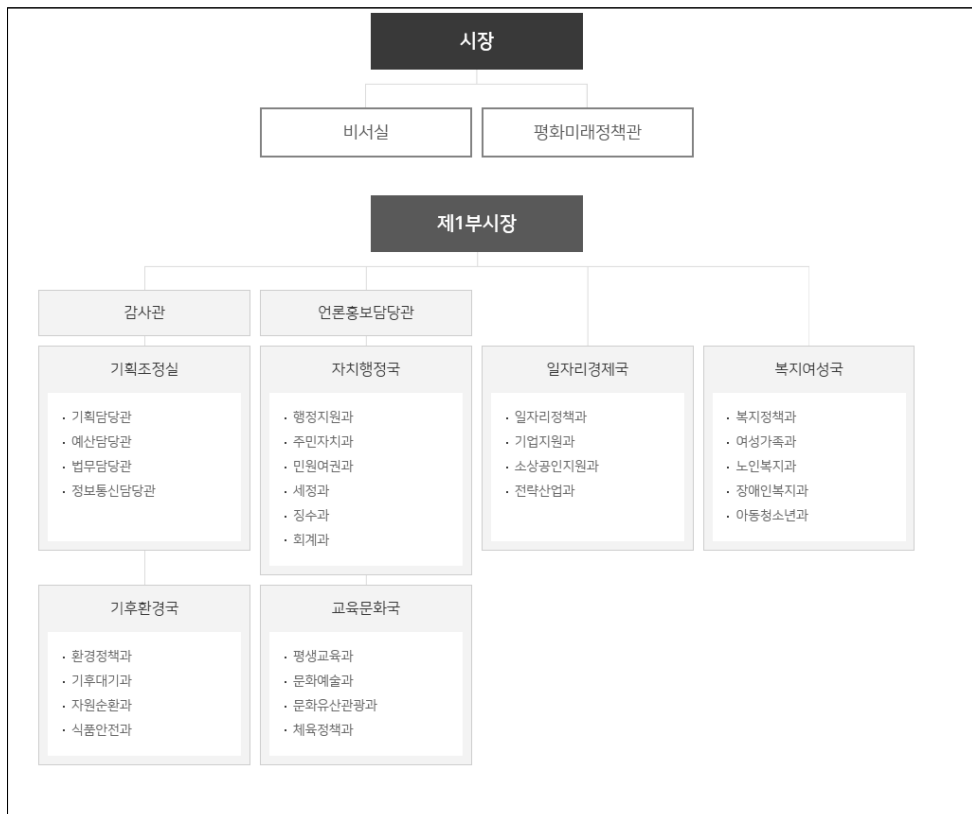 시장
비서실
평화미래정책관
제1부시장
감사관
언론홍보담당관
기획조정실
· 기획담당관
· 예산담당관
· 법무담당관
· 정보통신담당관
자치행정국
· 행정지원과
· 주민자치과
· 민원여권과
· 세정과
· 징수과
· 회계과
일자리경제국
· 일자리정책과
· 기업지원과
· 소상공인지원과
· 전략산업과
복지여성국
· 복지정책과
· 여성가족과
· 노인복지과
· 장애인복지과
· 아동청소년과
기후환경국
· 환경정책과
· 기후대기과
· 자원순환과
· 식품안전과
교육문화국
· 평생교육과
· 문화예술과
· 문화유산관광과
· 체육정책과